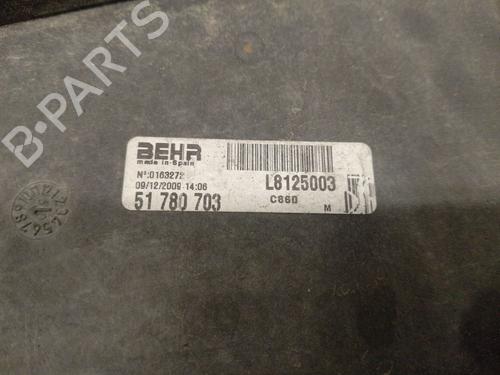 B-PARTS
BEHR
made in Spain
Nº:0163272
09/12/2009 14:06
L8125003
51 780 703
C860
M